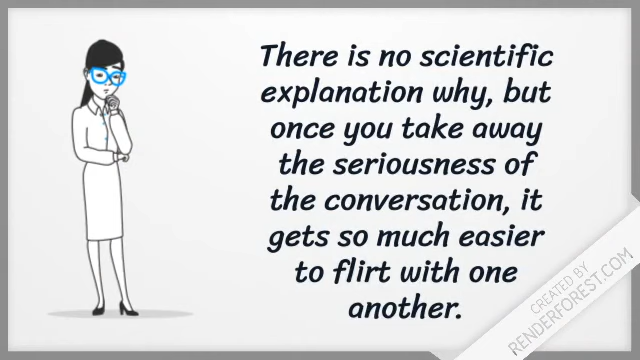 There is no scientific
explanation why, but
once you take away
the seriousness of
the conversation, it
gets so much easier
to flirt with one
another.
CREATED BY
RENDERFOREST.COM